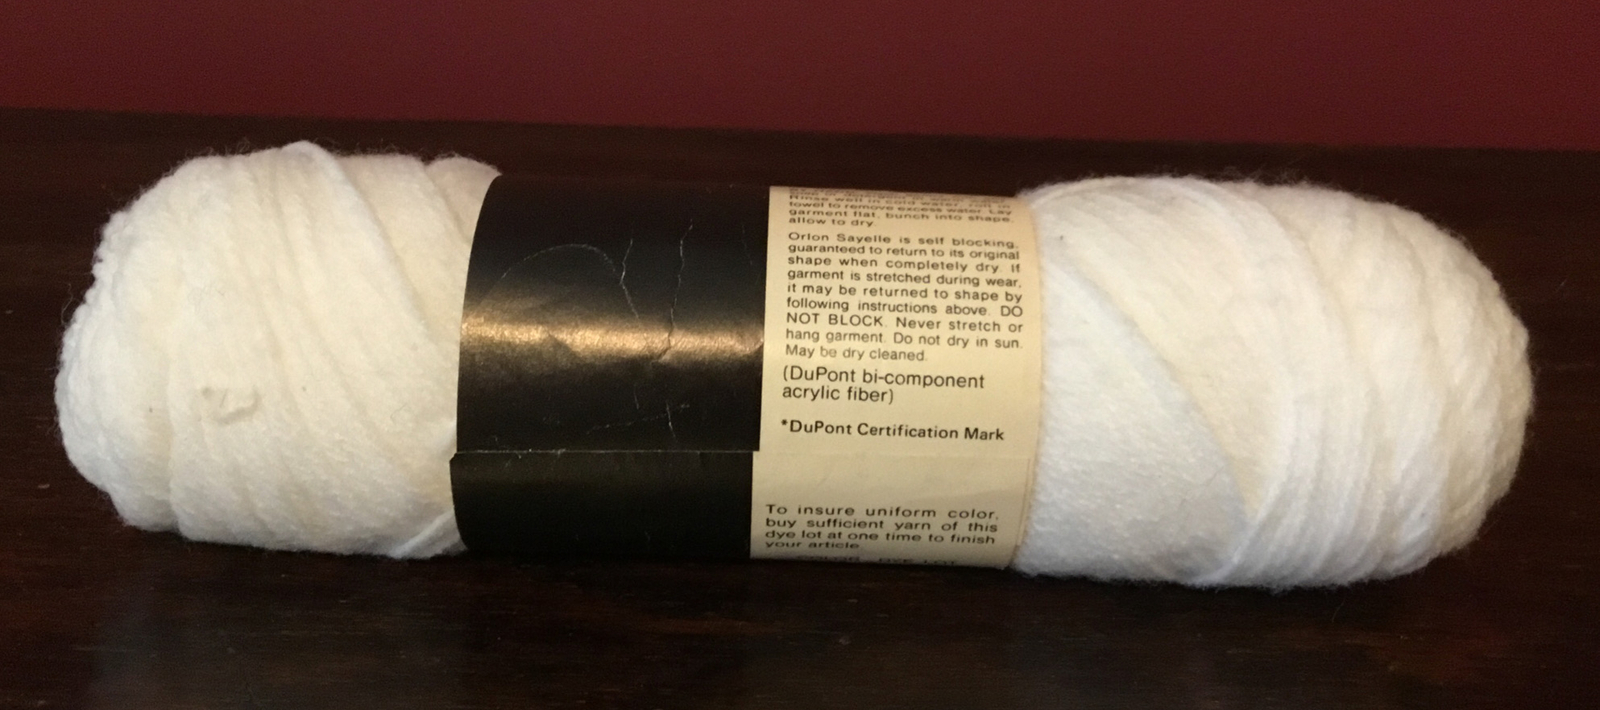 Rinse well in cold water, roll in
towel to remove excess water. Lay
garment flat, bunch into shape,
allow to dry.
Orlon Sayelle is self blocking,
guaranteed to return to its original
shape when completely dry. If
garment is stretched during wear,
it may be returned to shape by
following instructions above. DO
NOT BLOCK. Never stretch or
hang garment. Do not dry in sun.
May be dry cleaned.
(DuPont bi-component
acrylic fiber)
*DuPont Certification Mark
To insure uniform color,
buy sufficient yarn of this
dye lot at one time to finish
your article
COLOR DYE LOT